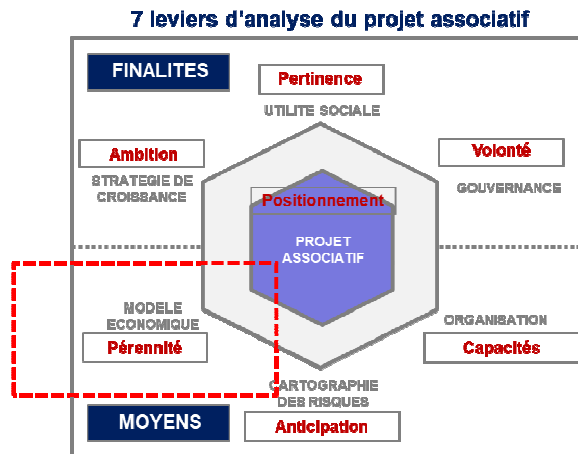 7 leviers d'analyse du projet associatif
FINALITES
Pertinence
UTILITE SOCIALE
Ambition
STRATEGIE DE
CROISSANCE
Volonté
GOUVERNANCE
Positionnement
PROJET
ASSOCIATIF
MODELE
ECONOMIQUE
Pérennité
ORGANISATION
Capacités
CARTOGRAPHIE
DES RISQUES
Anticipation
MOYENS